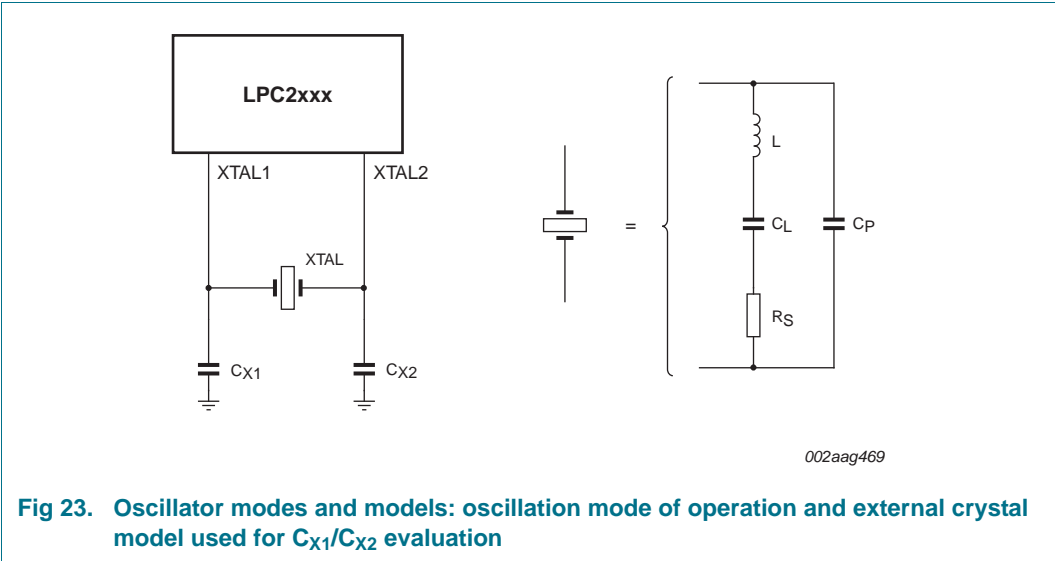 LPC2xxx
XTAL1
XTAL2
XTAL
CX1
CX2
=
L
CL
CP
RS
002aag469
Fig 23. Oscillator modes and models: oscillation mode of operation and external crystal
model used for CX1/CX2 evaluation